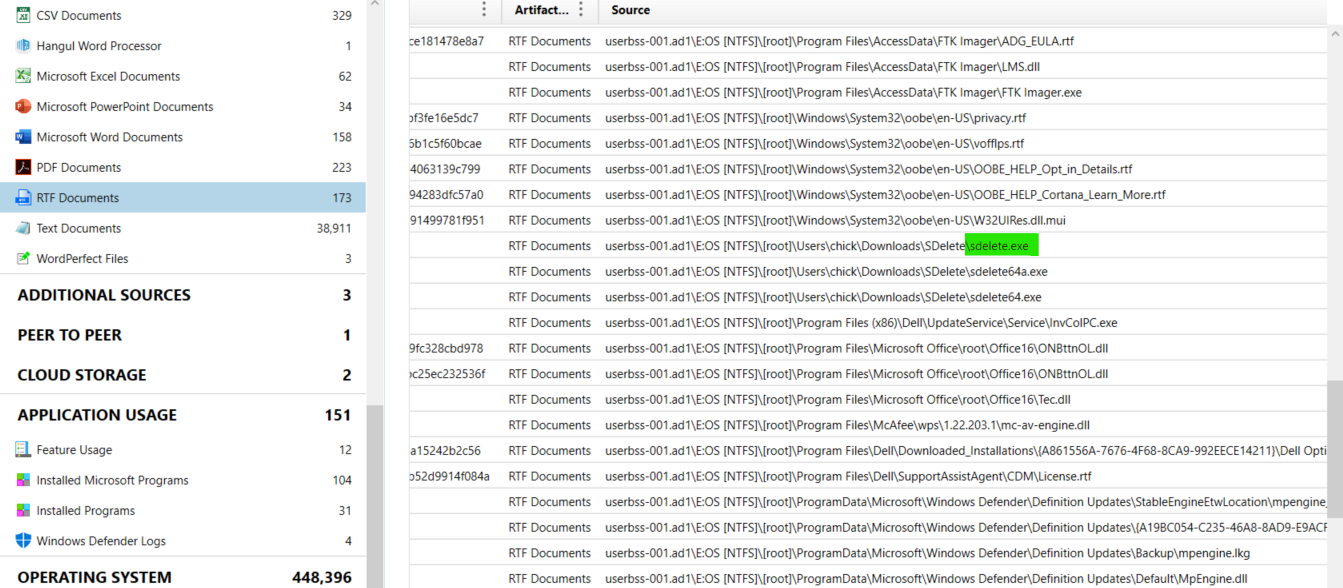 CSV Documents 329
Hangul Word Processor 1
Microsoft Excel Documents 62
Microsoft PowerPoint Documents 34
Microsoft Word Documents 158
PDF Documents 223
RTF Documents 173
Text Documents 38,911
WordPerfect Files 3
ADDITIONAL SOURCES 3
PEER TO PEER 1
CLOUD STORAGE 2
APPLICATION USAGE 151
Feature Usage 12
Installed Microsoft Programs 104
Installed Programs 31
Windows Defender Logs 4
OPERATING SYSTEM 448,396
Artifact... Source
ce181478e8a7 RTF Documents userbss-001.ad1\E:OS [NTFS]\[root]\Program Files\AccessData\FTK Imager\ADG_EULA.rtf
RTF Documents userbss-001.ad1\E:OS [NTFS]\[root]\Program Files\AccessData\FTK Imager\LMS.dll
RTF Documents userbss-001.ad1\E:OS [NTFS]\[root]\Program Files\AccessData\FTK Imager\FTK Imager.exe
bf3fe16e5dc7 RTF Documents userbss-001.ad1\E:OS [NTFS]\[root]\Windows\System32\oobe\en-US\privacy.rtf
6b1c5f60bcae RTF Documents userbss-001.ad1\E:OS [NTFS]\[root]\Windows\System32\oobe\en-US\vofflps.rtf
4063139c799 RTF Documents userbss-001.ad1\E:OS [NTFS]\[root]\Windows\System32\oobe\en-US\OOBE_HELP_Opt_in_Details.rtf
94283dfc57a0 RTF Documents userbss-001.ad1\E:OS [NTFS]\[root]\Windows\System32\oobe\en-US\OOBE_HELP_Cortana_Learn_More.rtf
91499781f951 RTF Documents userbss-001.ad1\E:OS [NTFS]\[root]\Windows\System32\oobe\en-US\W32UIRes.dll.mui
RTF Documents userbss-001.ad1\E:OS [NTFS]\[root]\Users\chick\Downloads\SDelete\sdelete.exe
RTF Documents userbss-001.ad1\E:OS [NTFS]\[root]\Users\chick\Downloads\SDelete\sdelete64a.exe
RTF Documents userbss-001.ad1\E:OS [NTFS]\[root]\Users\chick\Downloads\SDelete\sdelete64.exe
RTF Documents userbss-001.ad1\E:OS [NTFS]\[root]\Program Files (x86)\Dell\UpdateService\Service\InvColPC.exe
9fc328cbd978 RTF Documents userbss-001.ad1\E:OS [NTFS]\[root]\Program Files\Microsoft Office\root\Office16\ONBttnOL.dll
bc25ec232536f RTF Documents userbss-001.ad1\E:OS [NTFS]\[root]\Program Files\Microsoft Office\root\Office16\ONBttnOL.dll
RTF Documents userbss-001.ad1\E:OS [NTFS]\[root]\Program Files\Microsoft Office\root\Office16\Tec.dll
RTF Documents userbss-001.ad1\E:OS [NTFS]\[root]\Program Files\McAfee\wps\1.22.203.1\mc-av-engine.dll
a15242b2c56 RTF Documents userbss-001.ad1\E:OS [NTFS]\[root]\Program Files\Dell\Downloaded_Installations\{A861556A-7676-4F68-8CA9-992EECE14211}\Dell Opti
b52d9914f084a RTF Documents userbss-001.ad1\E:OS [NTFS]\[root]\Program Files\Dell\SupportAssistAgent\CDM\License.rtf
RTF Documents userbss-001.ad1\E:OS [NTFS]\[root]\ProgramData\Microsoft\Windows Defender\Definition Updates\StableEngineEtwLocation\mpengine_
RTF Documents userbss-001.ad1\E:OS [NTFS]\[root]\ProgramData\Microsoft\Windows Defender\Definition Updates\{A19BC054-C235-46A8-8AD9-E9ACF
RTF Documents userbss-001.ad1\E:OS [NTFS]\[root]\ProgramData\Microsoft\Windows Defender\Definition Updates\Backup\mpengine.lkg
RTF Documents userbss-001.ad1\E:OS [NTFS]\[root]\ProgramData\Microsoft\Windows Defender\Definition Updates\Default\MpEngine.dll